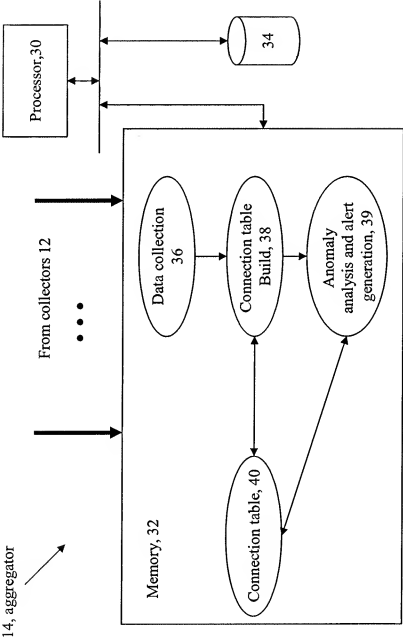 14, aggregator
From collectors 12
Processor,30
34
Memory, 32
Data collection
36
Connection table
Build, 38
Anomaly
analysis and alert
generation, 39
Connection table, 40